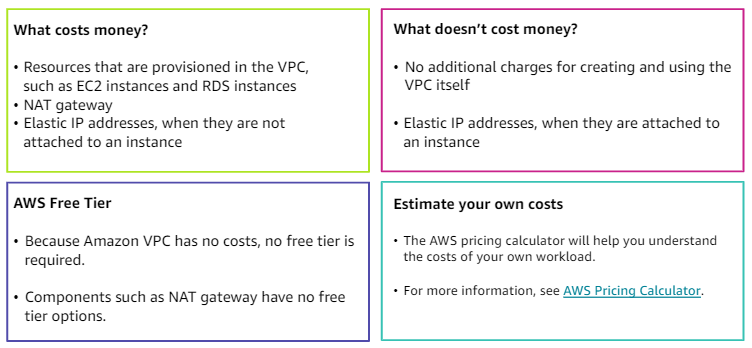 What costs money?
• Resources that are provisioned in the VPC,
such as EC2 instances and RDS instances
• NAT gateway
• Elastic IP addresses, when they are not
attached to an instance
What doesn’t cost money?
• No additional charges for creating and using the
VPC itself
• Elastic IP addresses, when they are attached to
an instance
AWS Free Tier
• Because Amazon VPC has no costs, no free tier is
required.
• Components such as NAT gateway have no free
tier options.
Estimate your own costs
• The AWS pricing calculator will help you understand
the costs of your own workload.
• For more information, see AWS Pricing Calculator.